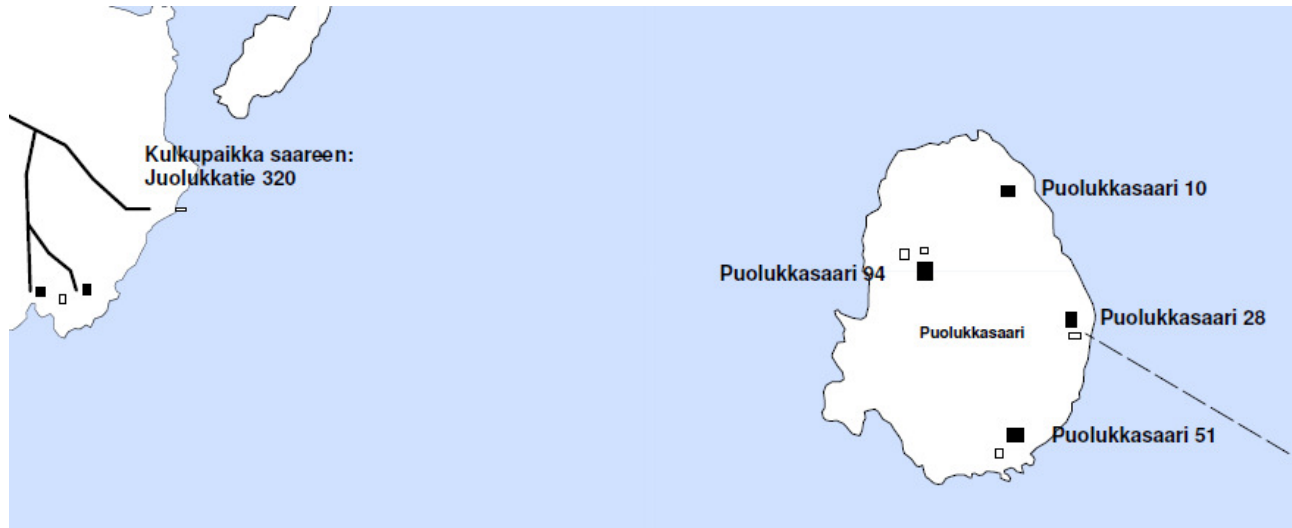 Kulkupaikka saareen:
Juolukkatie 320
Puolukkasaari 10
Puolukkasaari 94
Puolukkasaari 28
Puolukkasaari
Puolukkasaari 51